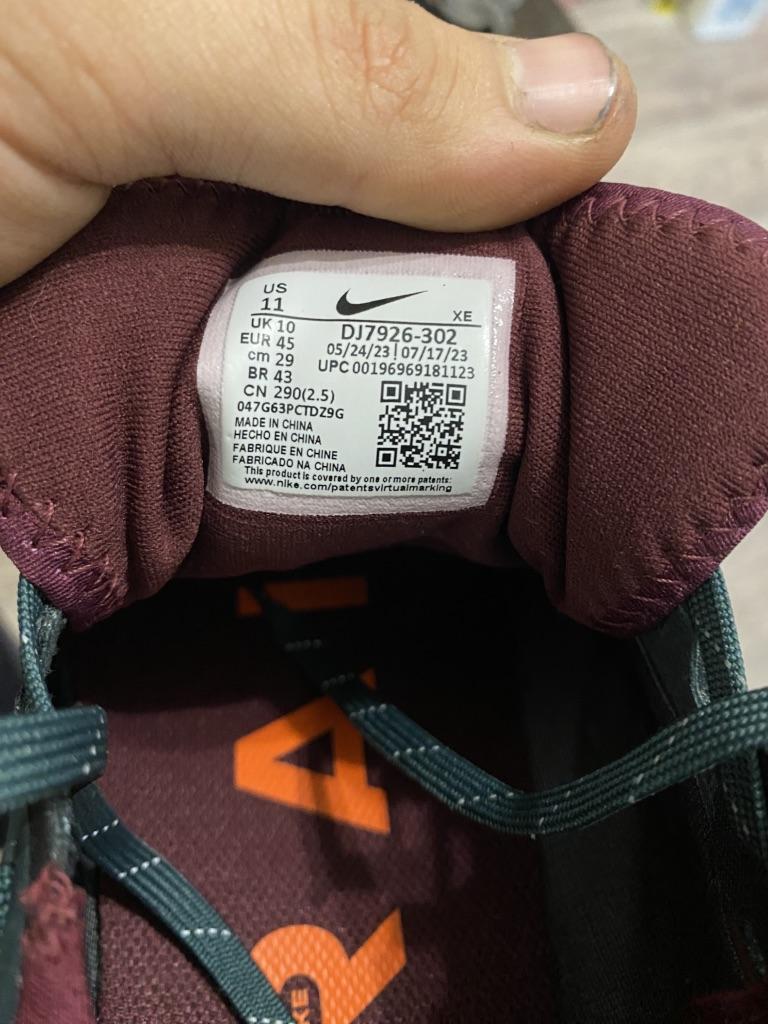 US
11
XE
UK 10
EUR 45
cm 29
BR 43
CN 290(2.5)
047G63PCTDZ9G
DJ7926-302
05/24/23 | 07/17/23
UPC 00196969181123
MADE IN CHINA
HECHO EN CHINA
FABRIQUE EN CHINE
FABRICADO NA CHINA
This product is covered by one or more patents:
www.nike.com/patentsvirtualmarking
AIR